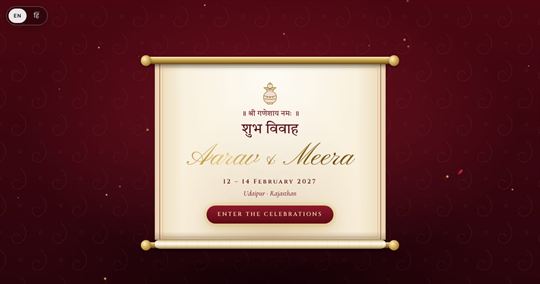 EN हिं
॥ श्री गणेशाय नमः ॥
शुभ विवाह
Aarav & Meera
12 – 14 February 2027
Udaipur · Rajasthan
ENTER THE CELEBRATIONS